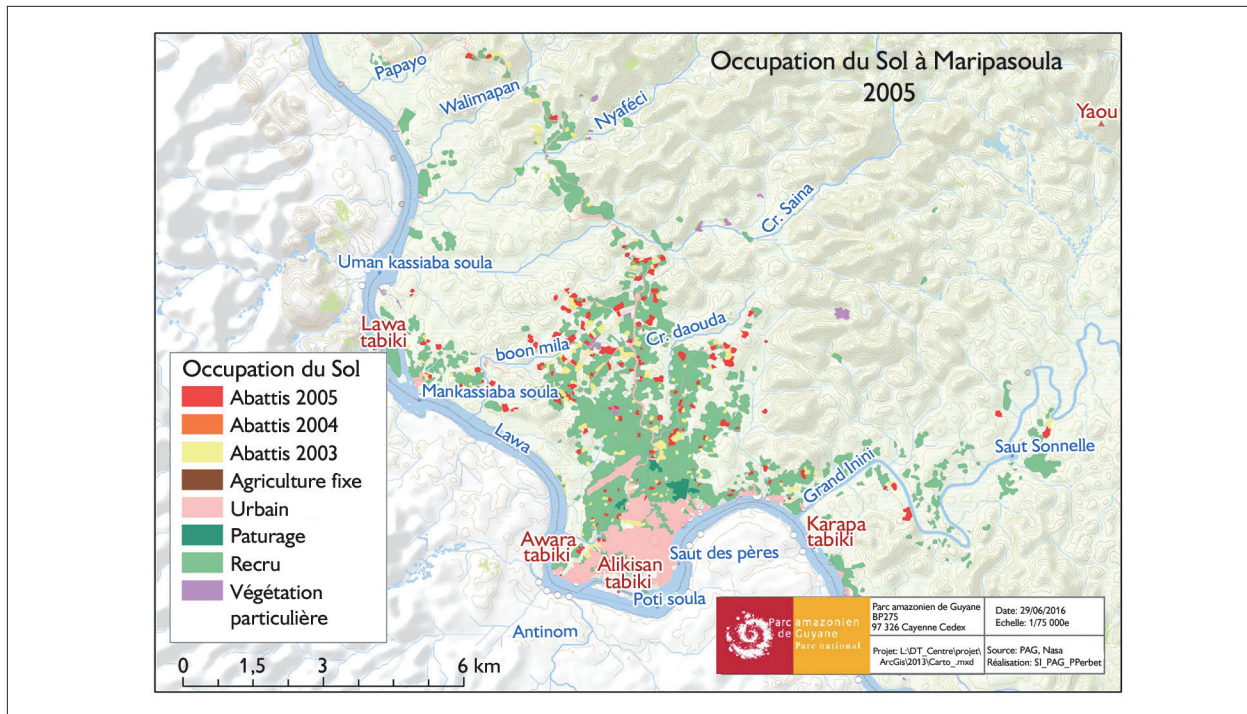 Occupation du Sol à Maripasoula
2005
Papayo
Walimapan
Nyaféci
Yaou
Cr. Saina
Uman kassiaba soula
Lawa
tabiki
boon mila
Cr. daouda
Mankassiaba soula
Lawa
Saut Sonnelle
Grand Inini
Karapa
tabiki
Awara
tabiki
Alikisan
tabiki
Saut des pères
Poti soula
Antinom
Occupation du Sol
Abattis 2005
Abattis 2004
Abattis 2003
Agriculture fixe
Urbain
Paturage
Recru
Végétation
particulière
0 1,5 3 6 km
Parc amazonien
de Guyane
Parc national
Parc amazonien de Guyane
BP275
97 326 Cayenne Cedex
Date: 29/06/2016
Echelle: 1/75 000e
Projet: L:\DT_Centre\projet\
ArcGis\2013\Carto_.mxd
Source: PAG, Nasa
Réalisation: SI_PAG_PPerbet